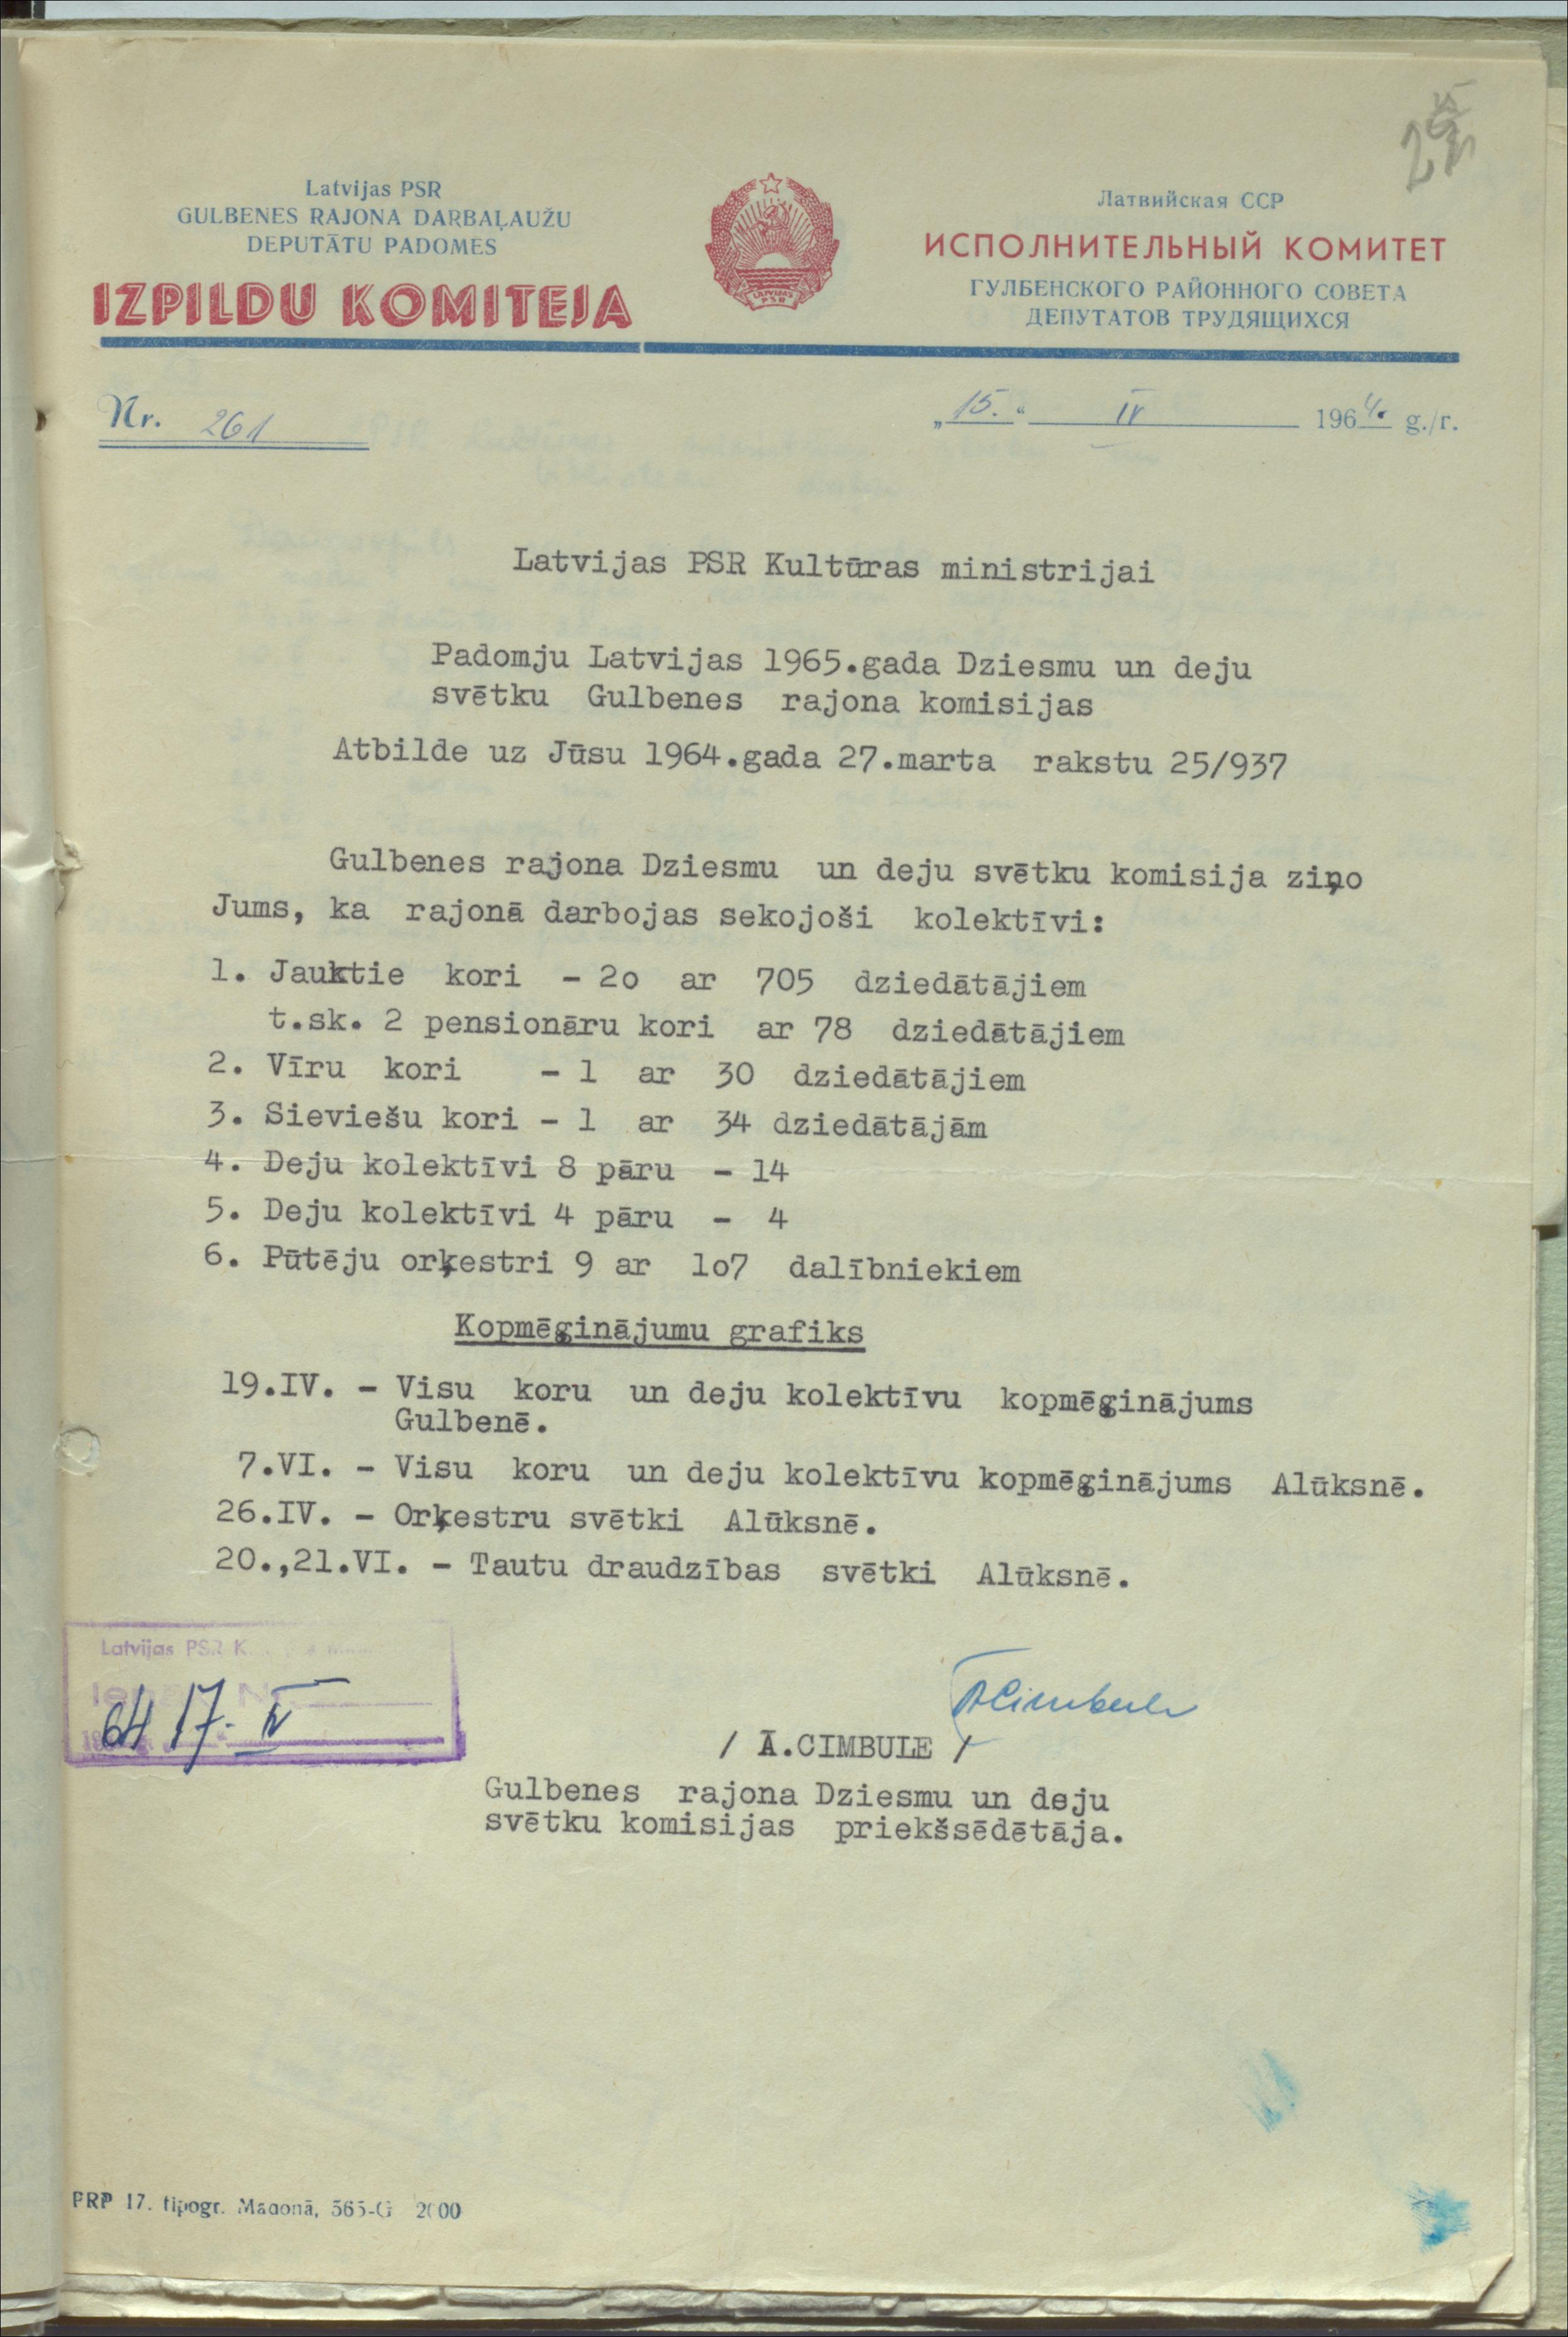 Latvijas PSR
GULBENES RAJONA DARBAĻAUŽU
DEPUTĀTU PADOMES
IZPILDU KOMITEJA
LATVIJAS
PSR
Латвийская ССР
ИСПОЛНИТЕЛЬНЫЙ КОМИТЕТ
ГУЛБЕНСКОГО РАЙОННОГО СОВЕТА
ДЕПУТАТОВ ТРУДЯЩИХСЯ
Nr. 261
„15.“ IV 1964. g./г.
Latvijas PSR Kultūras ministrijai
Padomju Latvijas 1965.gada Dziesmu un deju
svētku Gulbenes rajona komisijas
Atbilde uz Jūsu 1964.gada 27.marta rakstu 25/937
Gulbenes rajona Dziesmu un deju svētku komisija ziņo
Jums, ka rajonā darbojas sekojoši kolektīvi:
1. Jauktie kori - 2o ar 705 dziedātājiem
t.sk. 2 pensionāru kori ar 78 dziedātājiem
2. Vīru kori - 1 ar 30 dziedātājiem
3. Sieviešu kori - 1 ar 34 dziedātājām
4. Deju kolektīvi 8 pāru - 14
5. Deju kolektīvi 4 pāru - 4
6. Pūtēju orķestri 9 ar 1o7 dalībniekiem
Kopmēģinājumu grafiks
19.IV. - Visu koru un deju kolektīvu kopmēģinājums
Gulbenē.
7.VI. - Visu koru un deju kolektīvu kopmēģinājums Alūksnē.
26.IV. - Orķestru svētki Alūksnē.
20.,21.VI. - Tautu draudzības svētki Alūksnē.
Latvijas PSR K
64 17. IV
ACimbule
/ Ā.CIMBULE /
Gulbenes rajona Dziesmu un deju
svētku komisijas priekšsēdētāja.
PRP 17. tipogr. Madonā, 565-G 2000